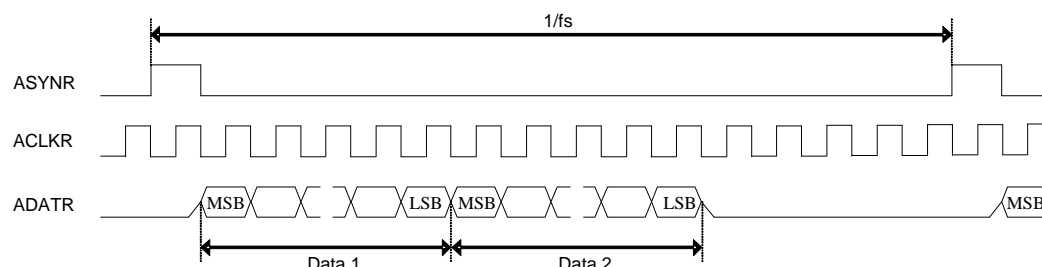 1/fs
ASYNR
ACLKR
ADATR MSB LSB MSB LSB MSB
Data 1 Data 2